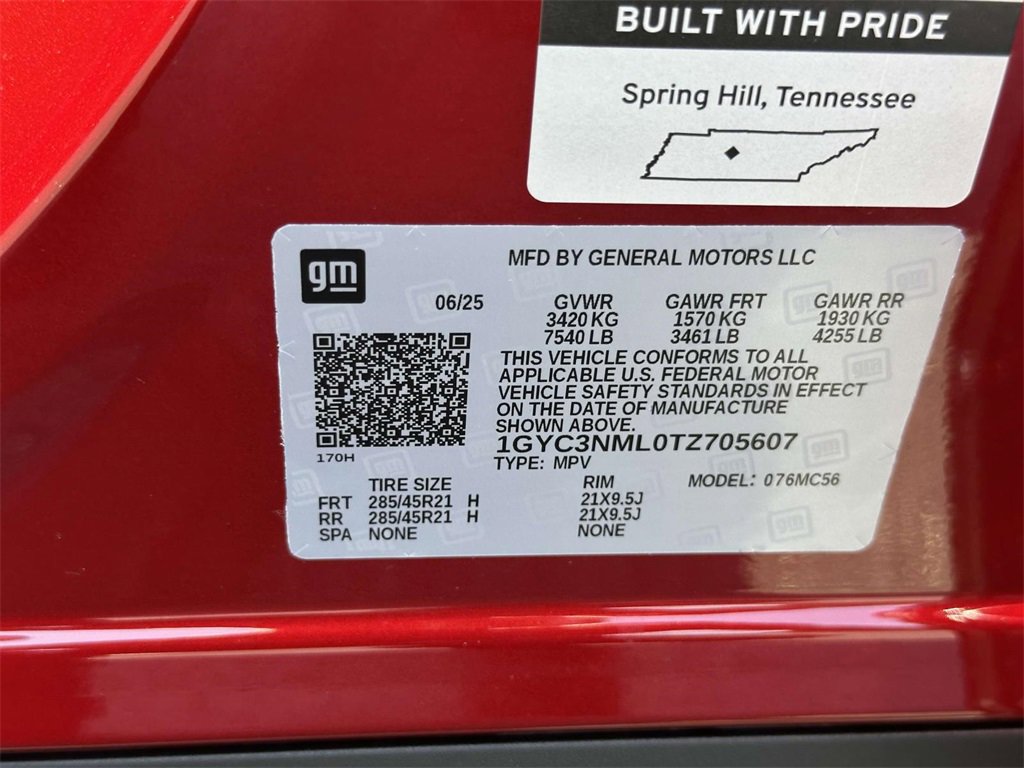 BUILT WITH PRIDE
Spring Hill, Tennessee
gm
MFD BY GENERAL MOTORS LLC
06/25 GVWR GAWR FRT GAWR RR
3420 KG 1570 KG 1930 KG
7540 LB 3461 LB 4255 LB
THIS VEHICLE CONFORMS TO ALL
APPLICABLE U.S. FEDERAL MOTOR
VEHICLE SAFETY STANDARDS IN EFFECT
ON THE DATE OF MANUFACTURE
SHOWN ABOVE.
1GYC3NML0TZ705607
170H
TYPE: MPV
TIRE SIZE RIM MODEL: 076MC56
FRT 285/45R21 H 21X9.5J
RR 285/45R21 H 21X9.5J
SPA NONE NONE